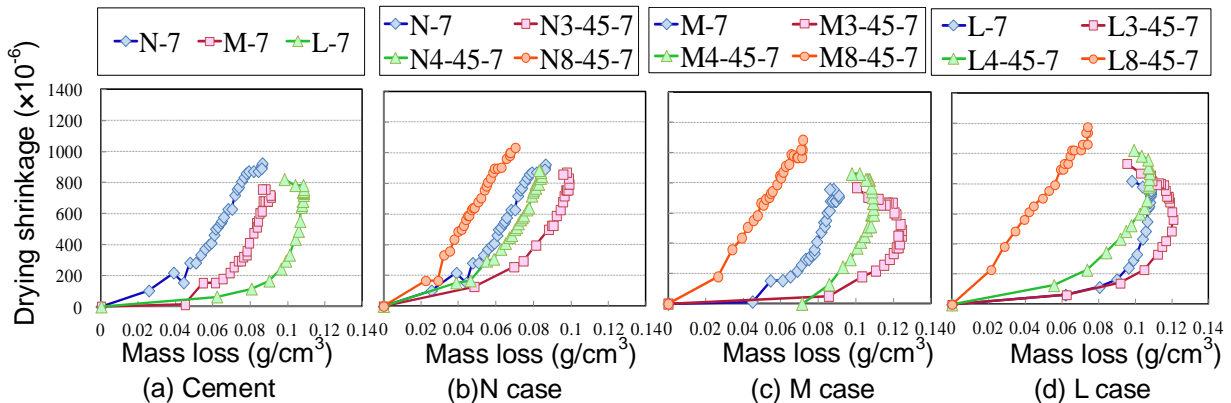 N-7 M-7 L-7
N-7 N3-45-7
N4-45-7 N8-45-7
M-7 M3-45-7
M4-45-7 M8-45-7
L-7 L3-45-7
L4-45-7 L8-45-7
Drying shrinkage (×10⁻⁶)
1400
1200
1000
800
600
400
200
0
0 0.02 0.04 0.06 0.08 0.1 0.12 0.14
0 0.02 0.04 0.06 0.08 0.1 0.12 0.14
0 0.02 0.04 0.06 0.08 0.1 0.12 0.14
0 0.02 0.04 0.06 0.08 0.1 0.12 0.14
Mass loss (g/cm³) Mass loss (g/cm³) Mass loss (g/cm³) Mass loss (g/cm³)
(a) Cement (b)N case (c) M case (d) L case